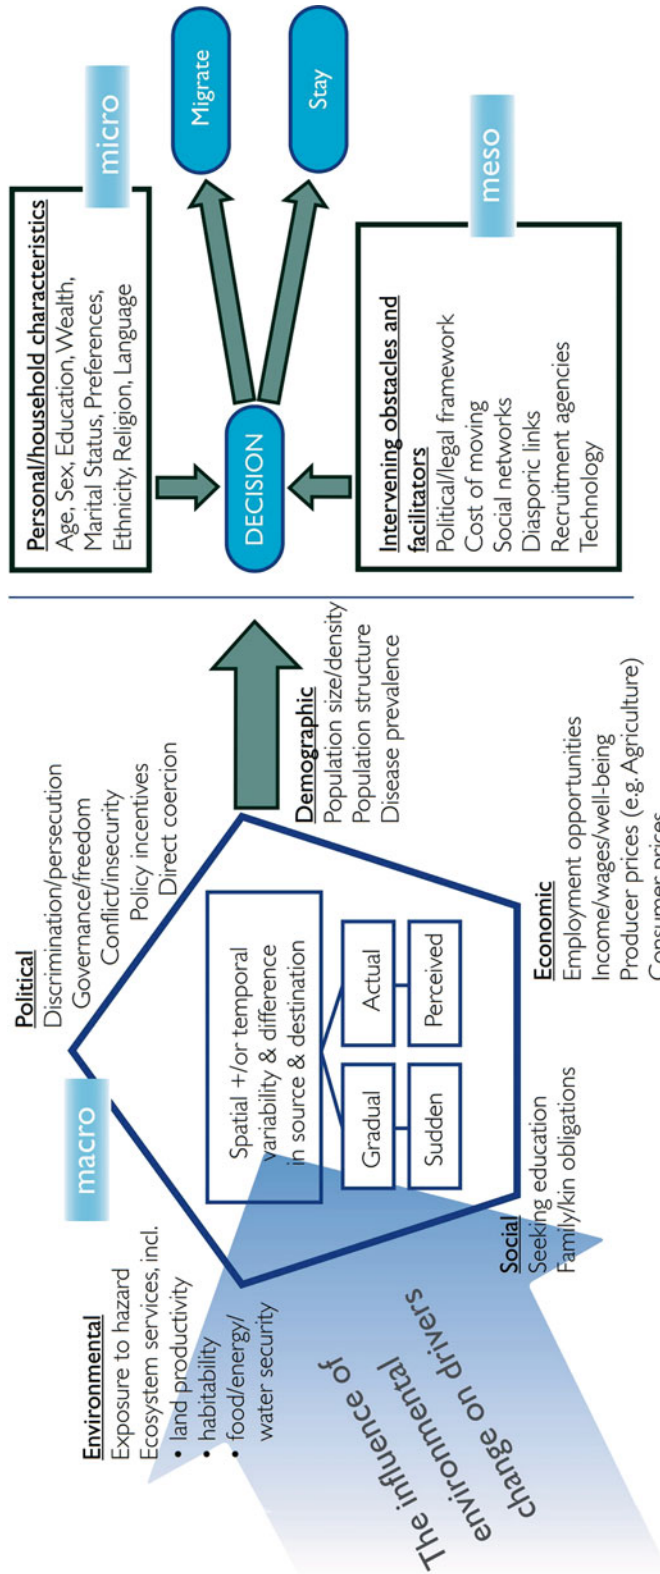 The influence of
environmental
change on drivers
Environmental
Exposure to hazard
Ecosystem services, incl.
• land productivity
• habitability
• food/energy/
water security
macro
Political
Discrimination/persecution
Governance/freedom
Conflict/insecurity
Policy incentives
Direct coercion
Spatial +/or temporal
variability & difference
in source & destination
Gradual
Actual
Sudden
Perceived
Demographic
Population size/density
Population structure
Disease prevalence
Social
Seeking education
Family/kin obligations
Economic
Employment opportunities
Income/wages/well-being
Producer prices (e.g. Agriculture)
Consumer prices
Personal/household characteristics
Age, Sex, Education, Wealth,
Marital Status, Preferences,
Ethnicity, Religion, Language
micro
DECISION
Migrate
Stay
Intervening obstacles and
facilitators
Political/legal framework
Cost of moving
Social networks
Diasporic links
Recruitment agencies
Technology
meso